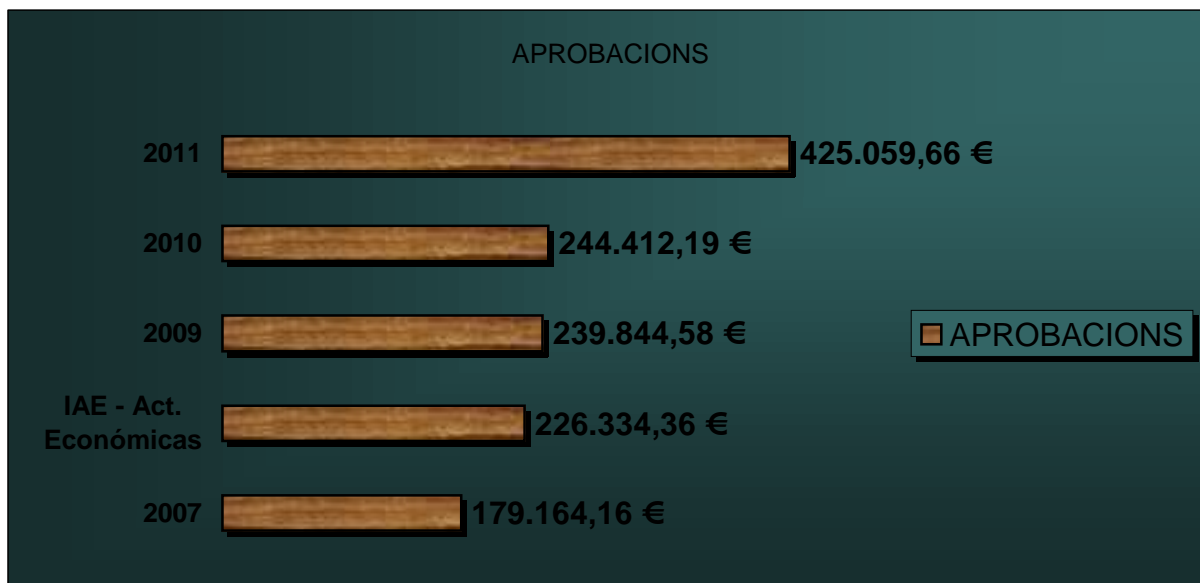 APROBACIONS
2011
425.059,66 €
2010
244.412,19 €
2009
239.844,58 €
APROBACIONS
IAE - Act.
Económicas
226.334,36 €
2007
179.164,16 €